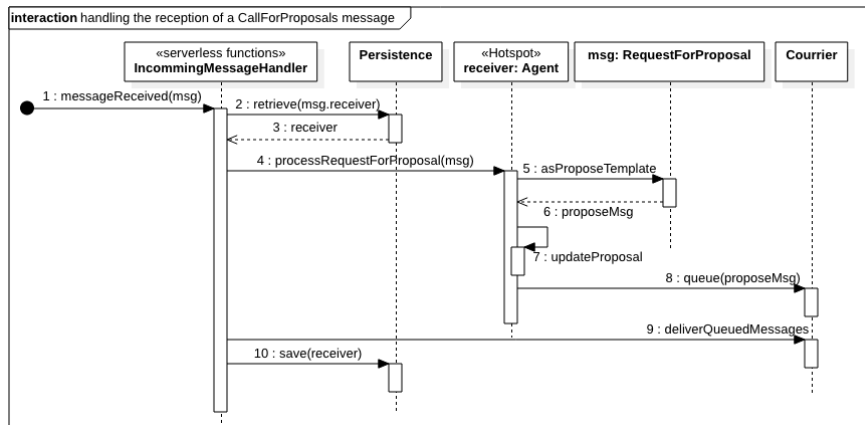 interaction handling the reception of a CallForProposals message
«serverless functions»
IncommingMessageHandler
Persistence
«Hotspot»
receiver: Agent
msg: RequestForProposal
Courrier
1 : messageReceived(msg)
2 : retrieve(msg.receiver)
3 : receiver
4 : processRequestForProposal(msg)
5 : asProposeTemplate
6 : proposeMsg
7 : updateProposal
8 : queue(proposeMsg)
9 : deliverQueuedMessages
10 : save(receiver)